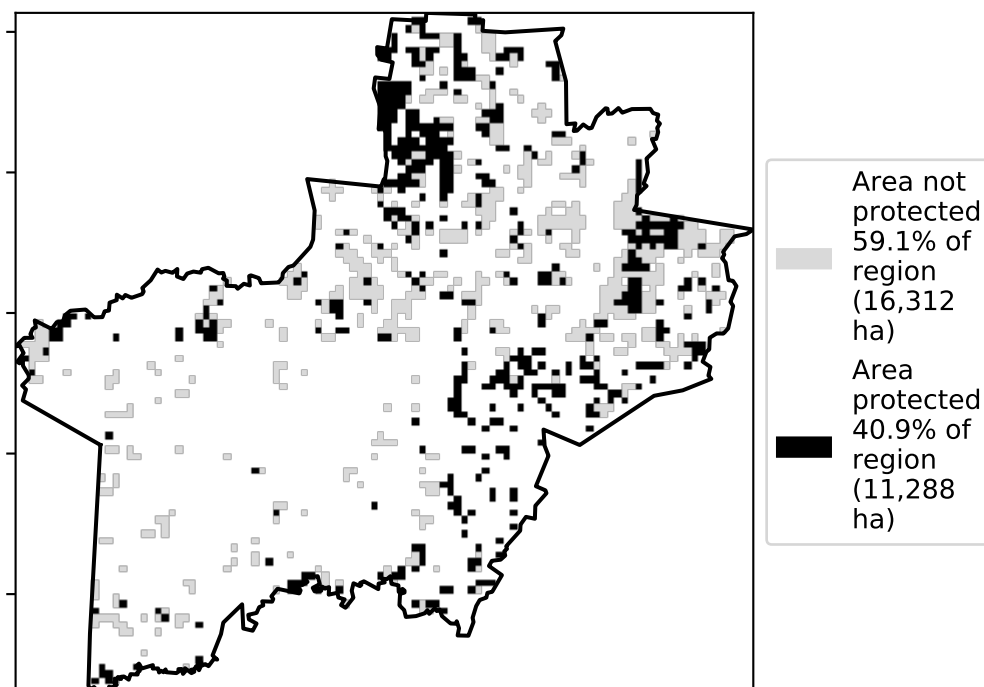 Area not
protected
59.1% of
region
(16,312
ha)
Area
protected
40.9% of
region
(11,288
ha)